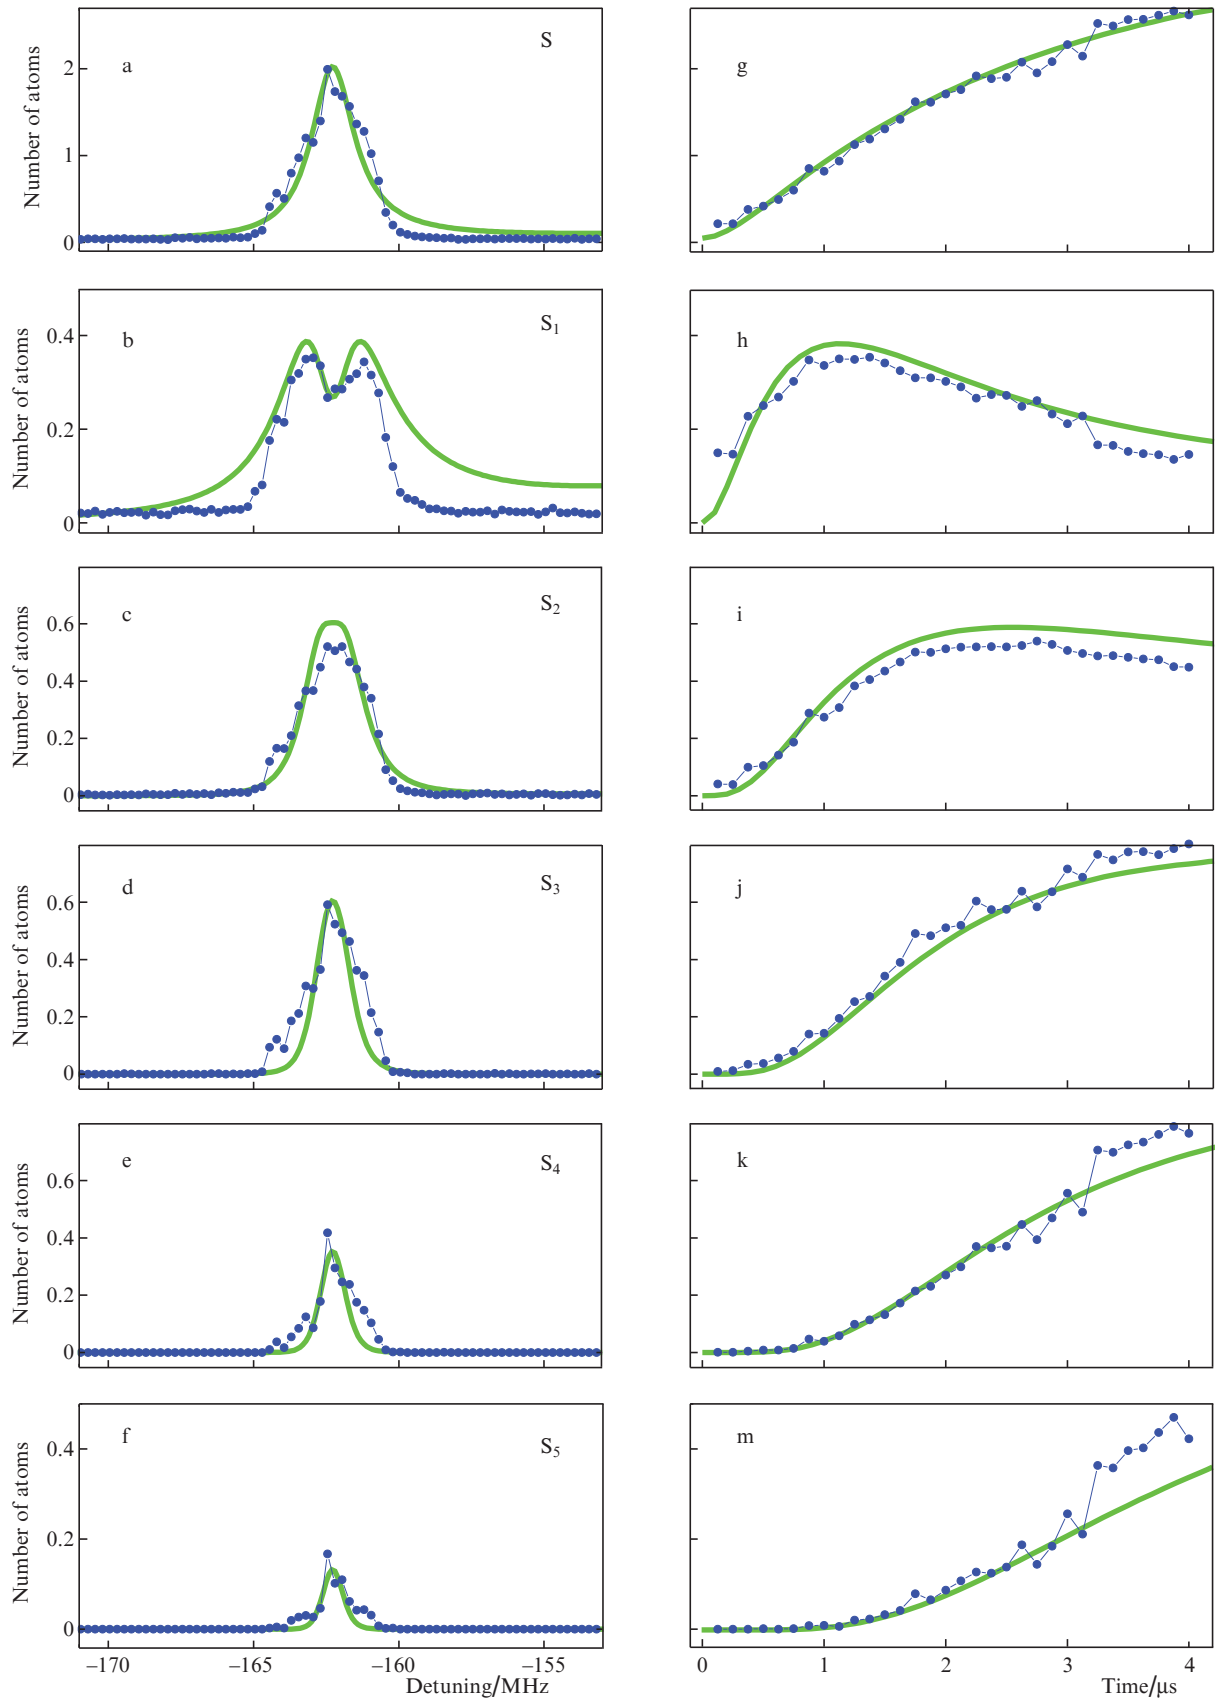 Number of atoms
2
1
0
a
S
g
Number of atoms
0.4
0.2
0
b
S₁
h
Number of atoms
0.6
0.4
0.2
0
c
S₂
i
Number of atoms
0.6
0.4
0.2
0
d
S₃
j
Number of atoms
0.6
0.4
0.2
0
e
S₄
k
Number of atoms
0.4
0.2
0
f
S₅
m
−170 −165 −160 −155
Detuning/MHz
0 1 2 3 4
Time/μs